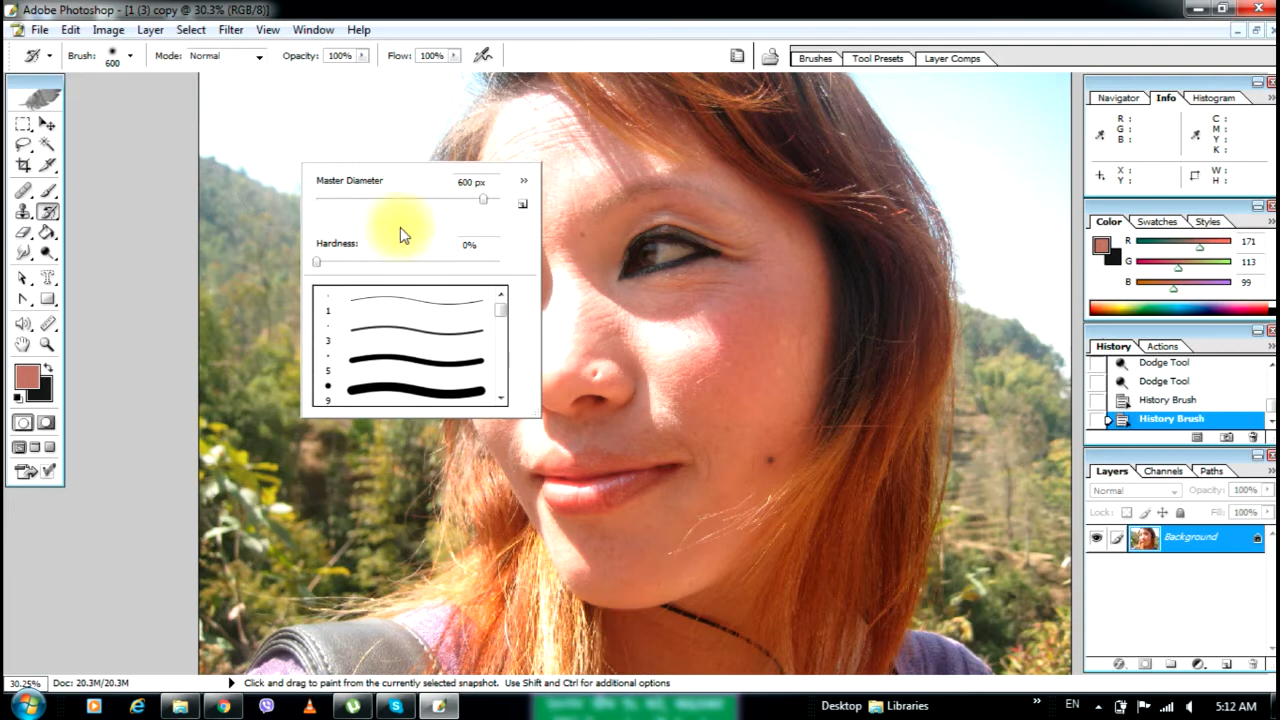 Adobe Photoshop - [1 (3) copy @ 30.3% (RGB/8)]
File Edit Image Layer Select Filter View Window Help
Brush: 600 Mode: Normal Opacity: 100% Flow: 100% Brushes Tool Presets Layer Comps
Navigator Info Histogram
R : C :
G : M :
B : Y :
K :
X : W :
Y : H :
Master Diameter 600 px
Hardness: 0%
1
3
5
9
Color Swatches Styles
R 171
G 113
B 99
History Actions
Dodge Tool
Dodge Tool
History Brush
History Brush
Layers Channels Paths
Normal Opacity: 100%
Lock: Fill: 100%
Background
30.25% Doc: 20.3M/20.3M Click and drag to paint from the currently selected snapshot. Use Shift and Ctrl for additional options
Desktop Libraries EN 5:12 AM